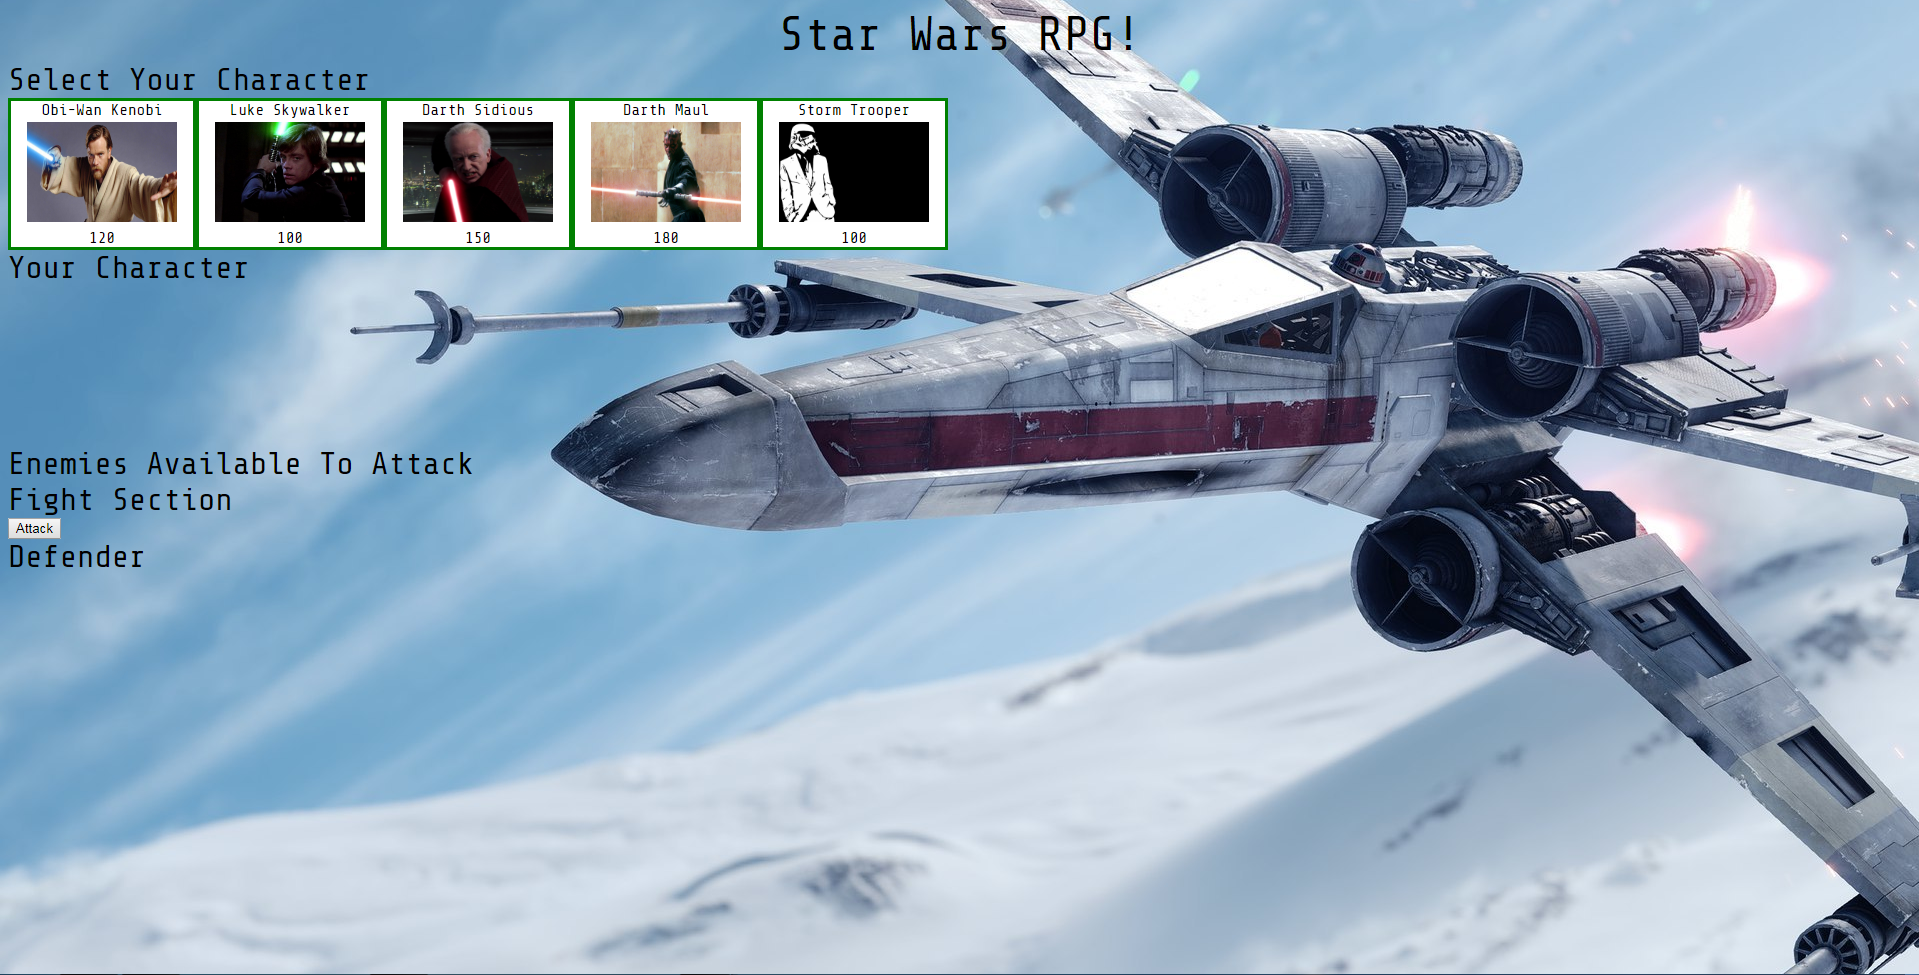 Star Wars RPG!
Select Your Character
Obi-Wan Kenobi Luke Skywalker Darth Sidious Darth Maul Storm Trooper
120 100 150 180 100
Your Character
Enemies Available To Attack
Fight Section
Attack
Defender